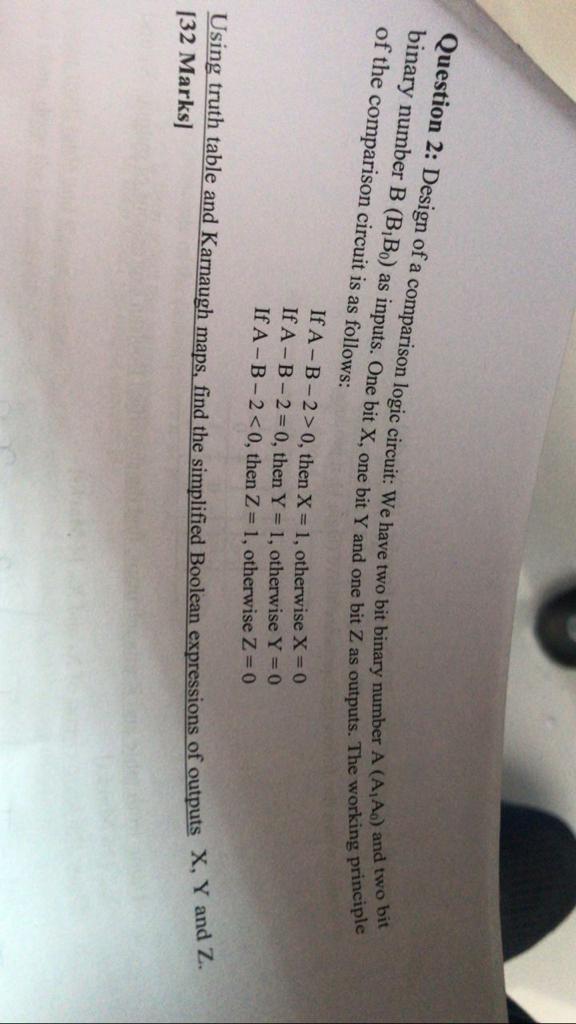 Question 2: Design of a comparison logic circuit: We have two bit binary number A (A₁A₀) and two bit
binary number B (B₁B₀) as inputs. One bit X, one bit Y and one bit Z as outputs. The working principle
of the comparison circuit is as follows:
If A – B – 2 > 0, then X = 1, otherwise X = 0
If A – B – 2 = 0, then Y = 1, otherwise Y = 0
If A – B – 2 < 0, then Z = 1, otherwise Z = 0
Using truth table and Karnaugh maps, find the simplified Boolean expressions of outputs X, Y and Z.
[32 Marks]